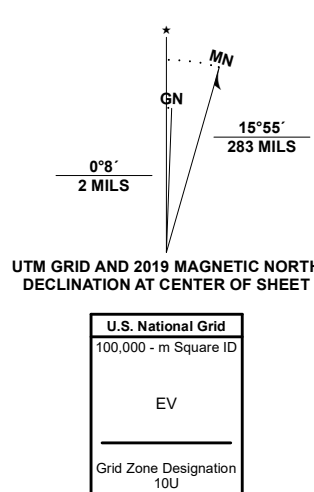 ★
MN
GN
15°55´
283 MILS
0°8´
2 MILS
UTM GRID AND 2019 MAGNETIC NORTH
DECLINATION AT CENTER OF SHEET
U.S. National Grid
100,000 - m Square ID
EV
Grid Zone Designation
10U